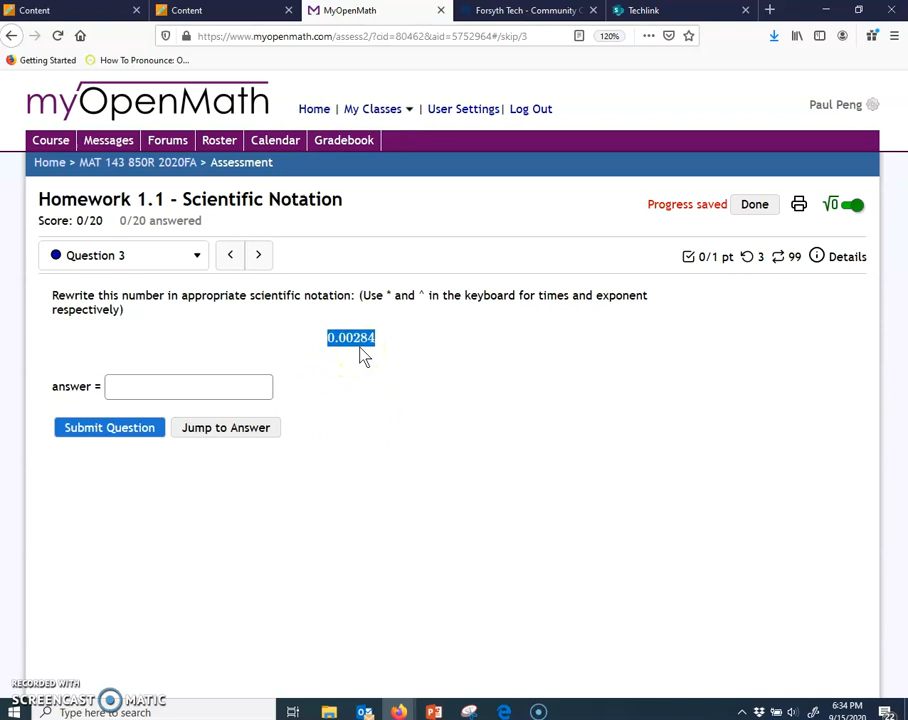 Content
Content
MyOpenMath
Forsyth Tech - Community C
Techlink
https://www.myopenmath.com/assess2/?cid=80462&aid=5752964#/skip/3
120%
Getting Started
How To Pronounce: O...
myOpenMath
Home | My Classes | User Settings | Log Out
Paul Peng
Course
Messages
Forums
Roster
Calendar
Gradebook
Home > MAT 143 850R 2020FA > Assessment
Homework 1.1 - Scientific Notation
Score: 0/20 0/20 answered
Progress saved
Done
√0
Question 3
<
>
0/1 pt 3 99 Details
Rewrite this number in appropriate scientific notation: (Use * and ^ in the keyboard for times and exponent
respectively)
0.00284
answer =
Submit Question
Jump to Answer
RECORDED WITH
SCREENCAST MATIC
Type here to search
6:34 PM
9/15/2020
22